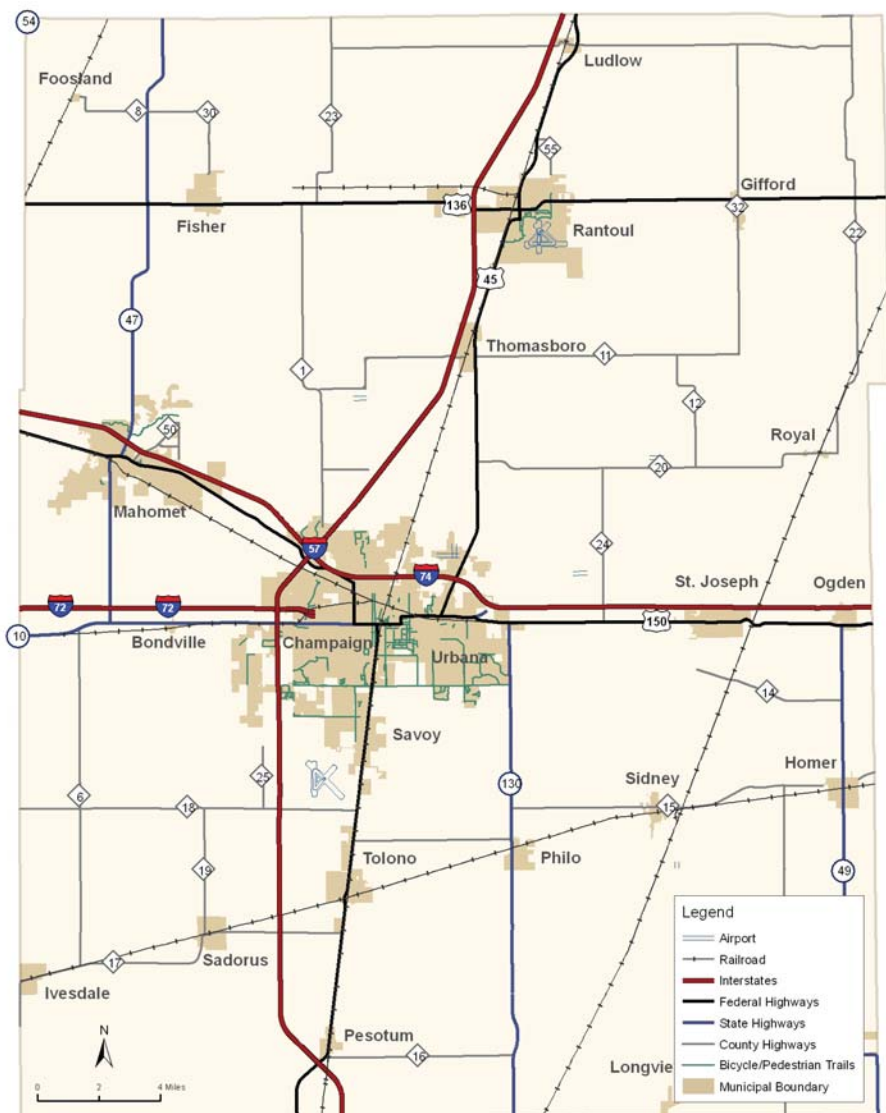 54
Ludlow
Foosland
8
30
23
55
Gifford
136
32
Fisher
Rantoul
22
45
47
Thomasboro
11
1
12
50
Royal
20
Mahomet
24
57
74
St. Joseph
Ogden
72
72
10
Bondville
Champaign
Urbana
150
14
Savoy
25
Sidney
Homer
130
6
18
15
Tolono
Philo
19
49
Legend
Airport
Railroad
Interstates
Federal Highways
State Highways
County Highways
Bicycle/Pedestrian Trails
Municipal Boundary
17
Sadorus
Ivesdale
N
Pesotum
16
Longvie
0 2 4 Miles